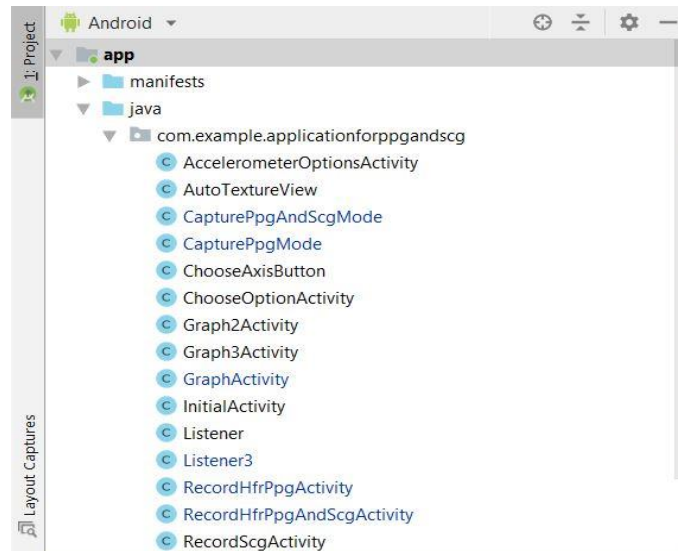 1: Project
Android
app
manifests
java
com.example.applicationforppgandscg
C AccelerometerOptionsActivity
C AutoTextureView
C CapturePpgAndScgMode
C CapturePpgMode
C ChooseAxisButton
C ChooseOptionActivity
C Graph2Activity
C Graph3Activity
C GraphActivity
C InitialActivity
C Listener
C Listener3
C RecordHfrPpgActivity
C RecordHfrPpgAndScgActivity
C RecordScgActivity
Layout Captures